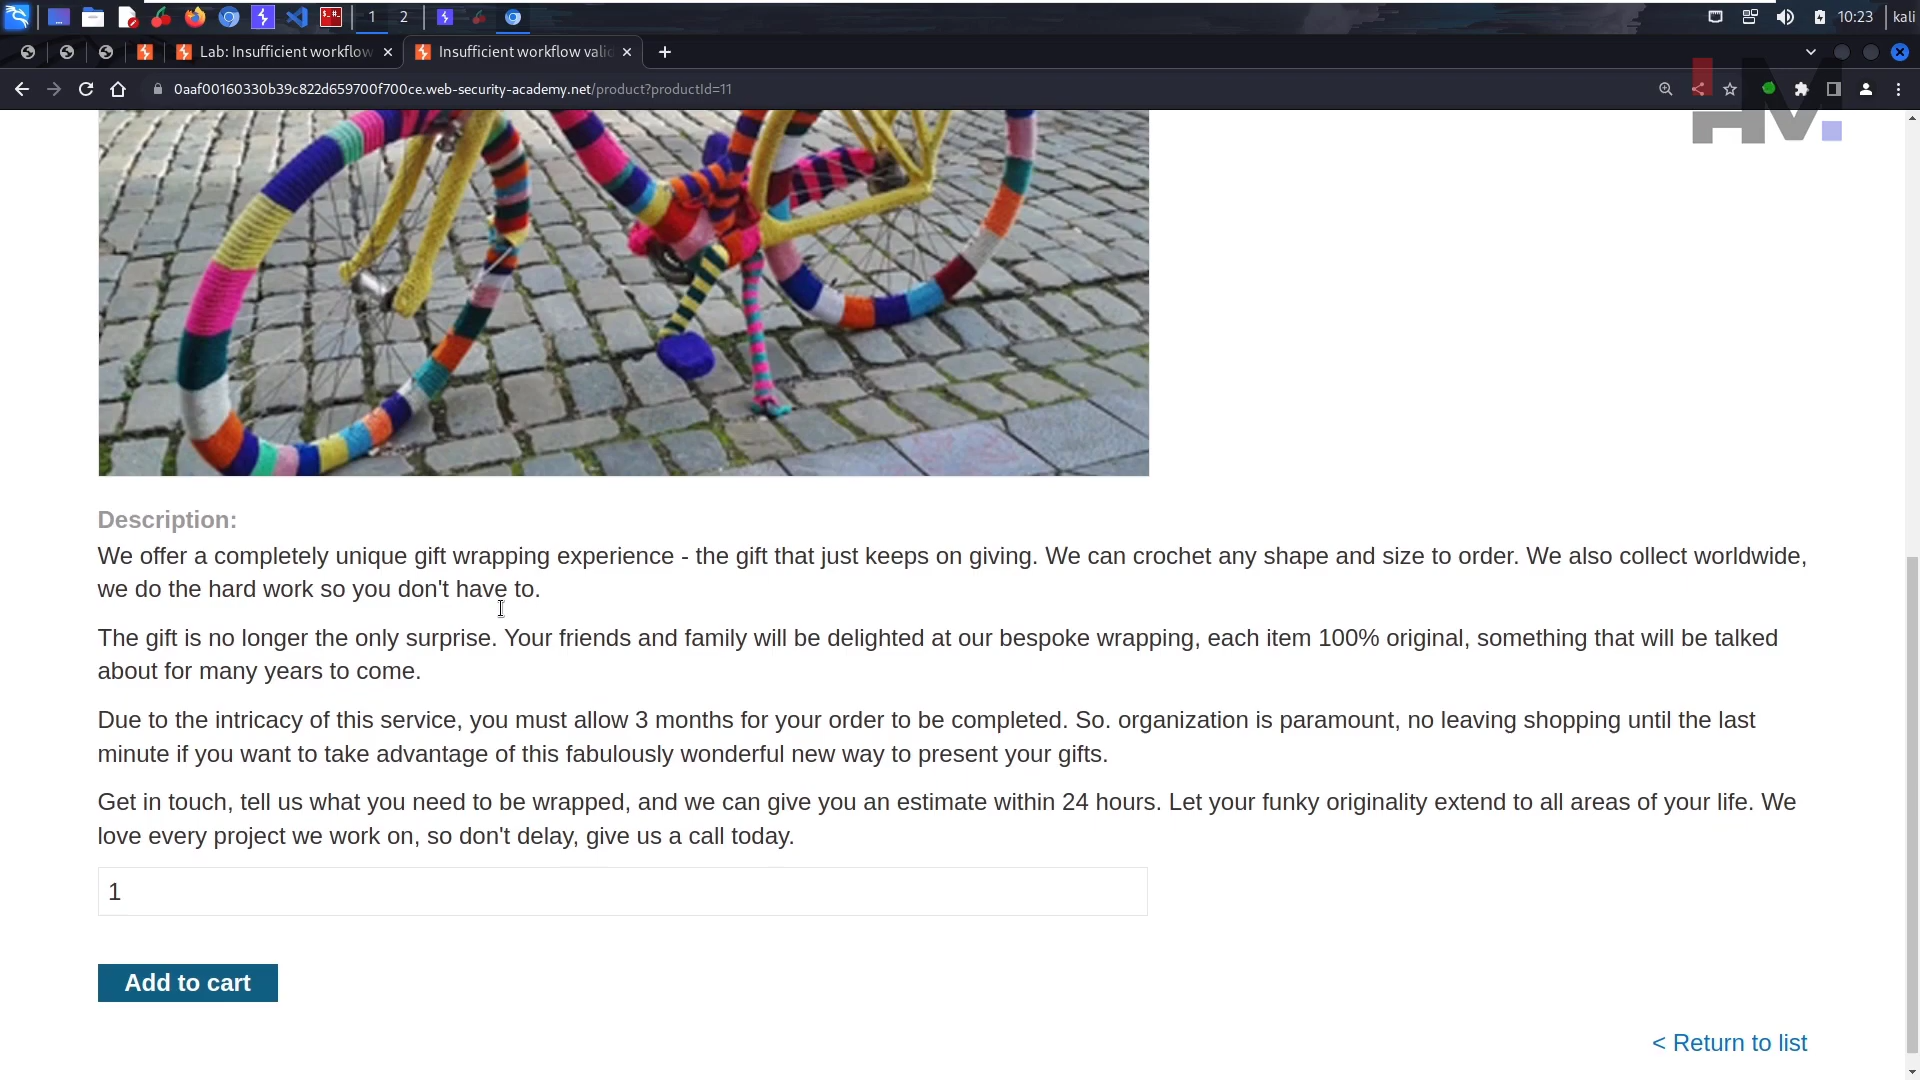 1
2
10:23
kali
Lab: Insufficient workflow
Insufficient workflow vali
0aaf00160330b39c822d659700f700ce.web-security-academy.net/product?productId=11
HM.
Description:
We offer a completely unique gift wrapping experience - the gift that just keeps on giving. We can crochet any shape and size to order. We also collect worldwide,
we do the hard work so you don't have to.
The gift is no longer the only surprise. Your friends and family will be delighted at our bespoke wrapping, each item 100% original, something that will be talked
about for many years to come.
Due to the intricacy of this service, you must allow 3 months for your order to be completed. So. organization is paramount, no leaving shopping until the last
minute if you want to take advantage of this fabulously wonderful new way to present your gifts.
Get in touch, tell us what you need to be wrapped, and we can give you an estimate within 24 hours. Let your funky originality extend to all areas of your life. We
love every project we work on, so don't delay, give us a call today.
1
Add to cart
< Return to list